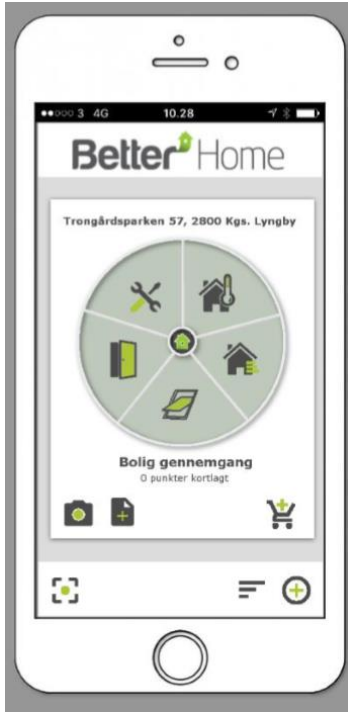 3 4G 10.28
Better Home
Trongårdsparken 57, 2800 Kgs. Lyngby
Bolig gennemgang
0 punkter kortlagt